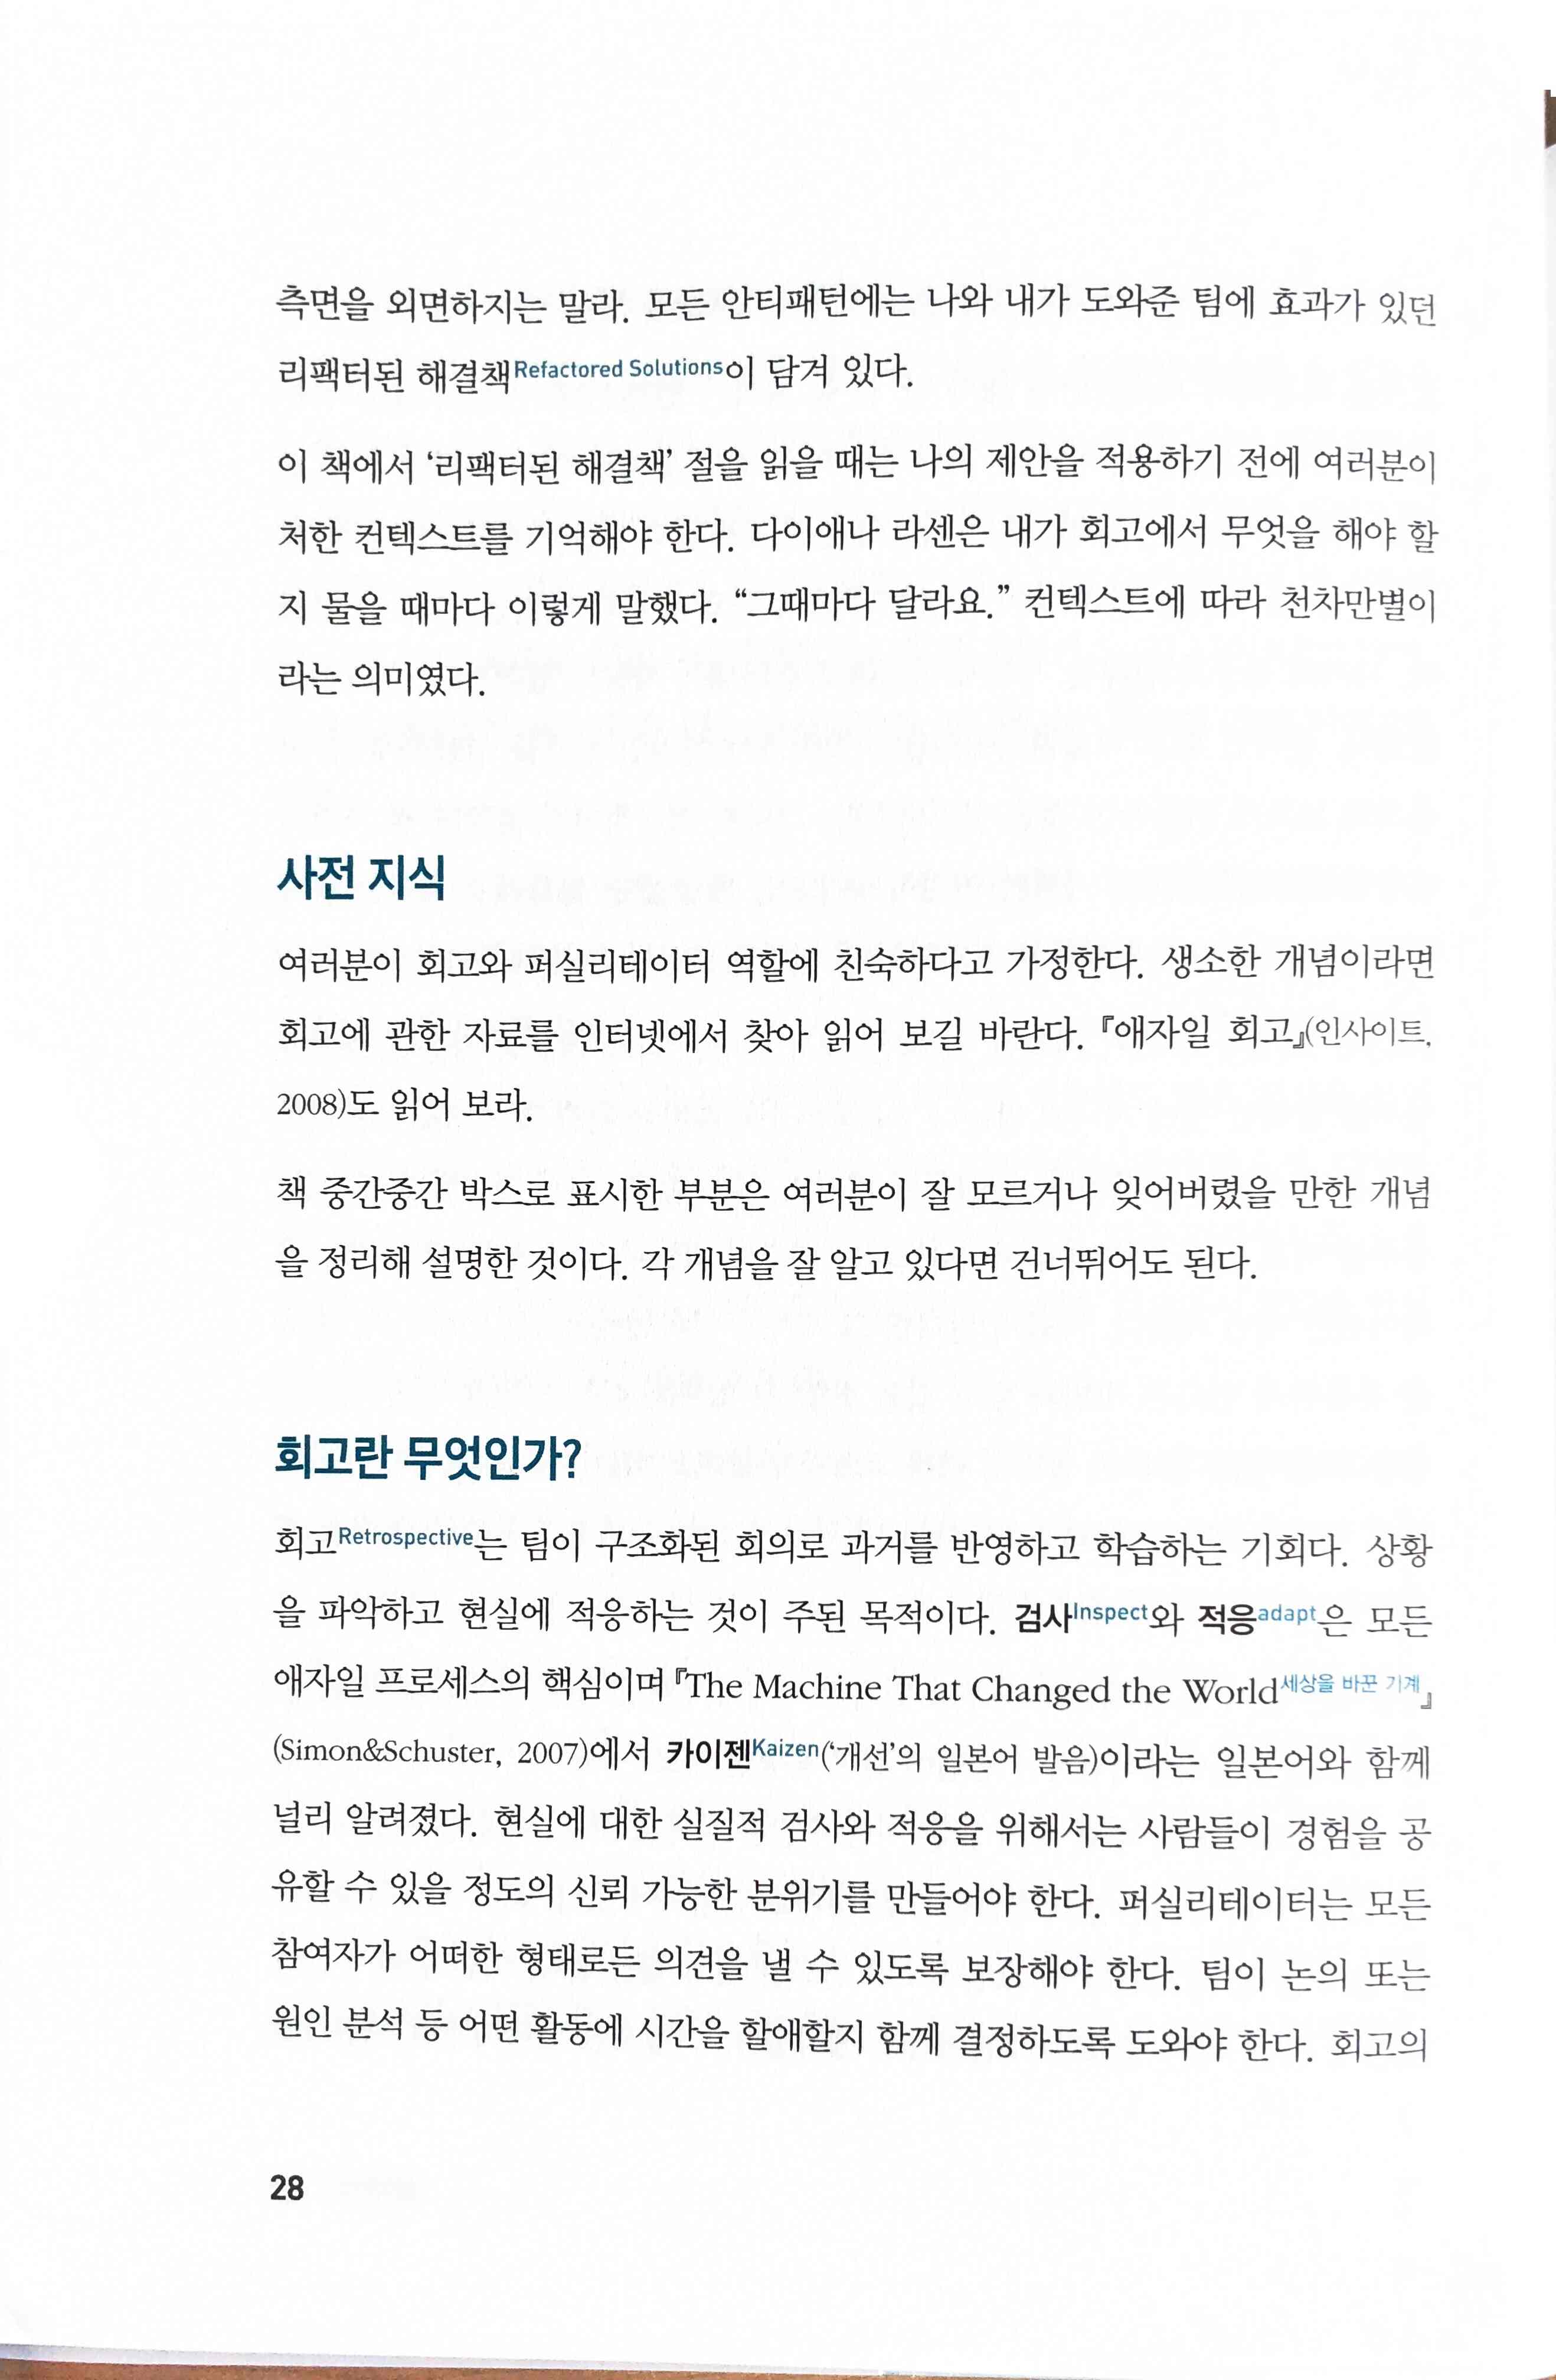 측면을 외면하지는 말라. 모든 안티패턴에는 나와 내가 도와준 팀에 효과가 있던
리팩터된 해결책Refactored Solutions이 담겨 있다.
이 책에서 ‘리팩터된 해결책’ 절을 읽을 때는 나의 제안을 적용하기 전에 여러분이
처한 컨텍스트를 기억해야 한다. 다이애나 라센은 내가 회고에서 무엇을 해야 할
지 물을 때마다 이렇게 말했다. “그때마다 달라요.” 컨텍스트에 따라 천차만별이
라는 의미였다.
사전 지식
여러분이 회고와 퍼실리테이터 역할에 친숙하다고 가정한다. 생소한 개념이라면
회고에 관한 자료를 인터넷에서 찾아 읽어 보길 바란다. 『애자일 회고』(인사이트,
2008)도 읽어 보라.
책 중간중간 박스로 표시한 부분은 여러분이 잘 모르거나 잊어버렸을 만한 개념
을 정리해 설명한 것이다. 각 개념을 잘 알고 있다면 건너뛰어도 된다.
회고란 무엇인가?
회고Retrospective는 팀이 구조화된 회의로 과거를 반영하고 학습하는 기회다. 상황
을 파악하고 현실에 적응하는 것이 주된 목적이다. 검사Inspect와 적응adapt은 모든
애자일 프로세스의 핵심이며 『The Machine That Changed the World세상을 바꾼 기계』
(Simon&Schuster, 2007)에서 카이젠Kaizen(‘개선’의 일본어 발음)이라는 일본어와 함께
널리 알려졌다. 현실에 대한 실질적 검사와 적응을 위해서는 사람들이 경험을 공
유할 수 있을 정도의 신뢰 가능한 분위기를 만들어야 한다. 퍼실리테이터는 모든
참여자가 어떠한 형태로든 의견을 낼 수 있도록 보장해야 한다. 팀이 논의 또는
원인 분석 등 어떤 활동에 시간을 할애할지 함께 결정하도록 도와야 한다. 회고의
28